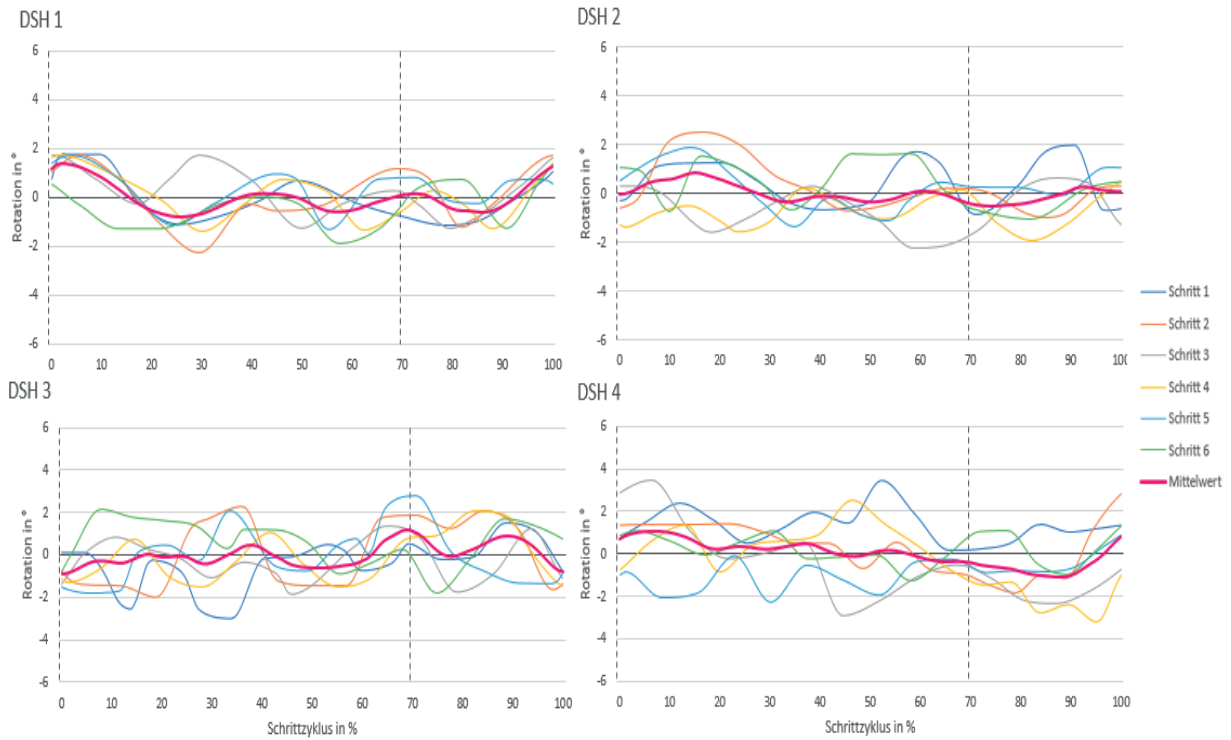 DSH 1
6
4
2
0
-2
-4
-6
Rotation in °
0 10 20 30 40 50 60 70 80 90 100
DSH 2
6
4
2
0
-2
-4
-6
Rotation in °
0 10 20 30 40 50 60 70 80 90 100
DSH 3
6
4
2
0
-2
-4
-6
Rotation in °
0 10 20 30 40 50 60 70 80 90 100
Schrittzyklus in %
DSH 4
6
4
2
0
-2
-4
-6
Rotation in °
0 10 20 30 40 50 60 70 80 90 100
Schrittzyklus in %
Schritt 1
Schritt 2
Schritt 3
Schritt 4
Schritt 5
Schritt 6
Mittelwert